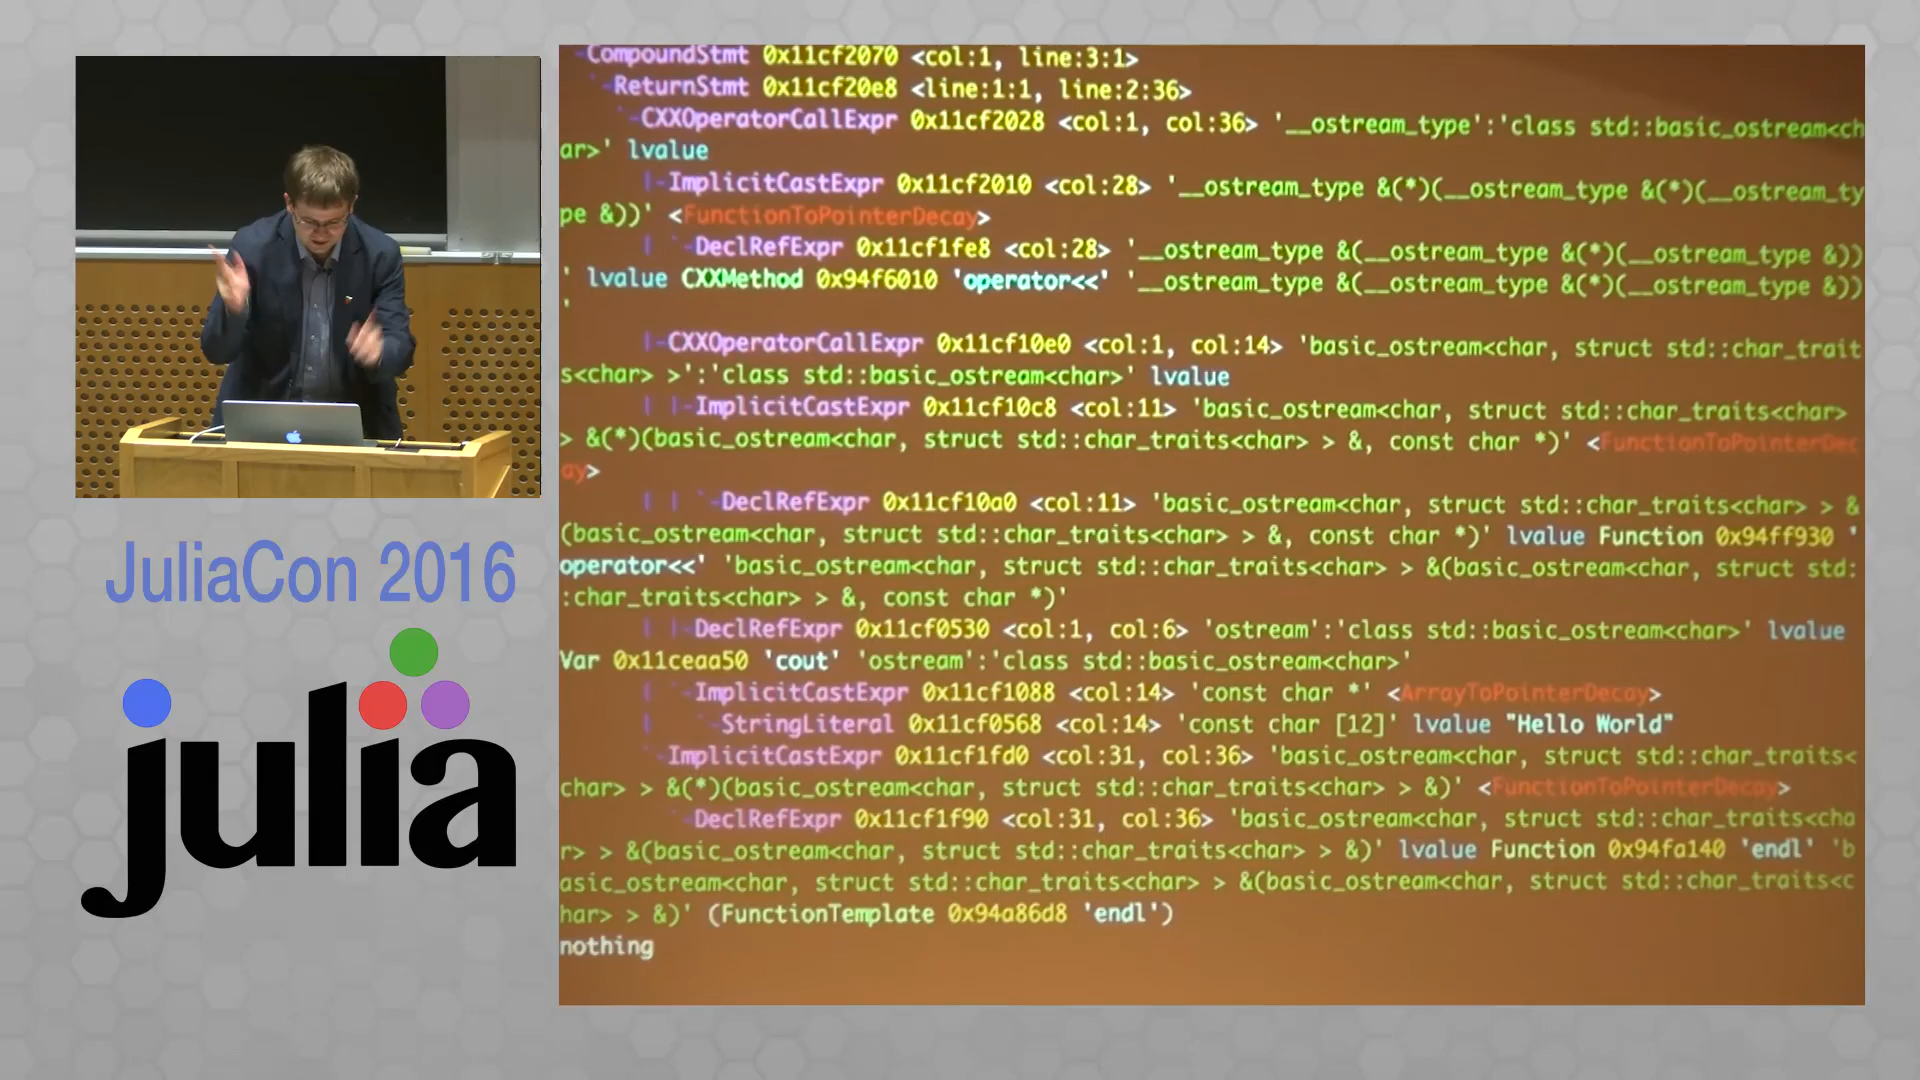 -CompoundStmt 0x11cf2070 <col:1, line:3:1>
`-ReturnStmt 0x11cf20e8 <line:1:1, line:2:36>
`-CXXOperatorCallExpr 0x11cf2028 <col:1, col:36> '__ostream_type':'class std::basic_ostream<ch
ar>' lvalue
|-ImplicitCastExpr 0x11cf2010 <col:28> '__ostream_type &(*)(__ostream_type &(*)(__ostream_ty
pe &))' <FunctionToPointerDecay>
| `-DeclRefExpr 0x11cf1fe8 <col:28> '__ostream_type &(__ostream_type &(*)(__ostream_type &))
' lvalue CXXMethod 0x94f6010 'operator<<' '__ostream_type &(__ostream_type &(*)(__ostream_type &))
'
|-CXXOperatorCallExpr 0x11cf10e0 <col:1, col:14> 'basic_ostream<char, struct std::char_trait
s<char> >':'class std::basic_ostream<char>' lvalue
| |-ImplicitCastExpr 0x11cf10c8 <col:11> 'basic_ostream<char, struct std::char_traits<char>
> &(*)(basic_ostream<char, struct std::char_traits<char> > &, const char *)' <FunctionToPointerDec
ay>
| | `-DeclRefExpr 0x11cf10a0 <col:11> 'basic_ostream<char, struct std::char_traits<char> > &
(basic_ostream<char, struct std::char_traits<char> > &, const char *)' lvalue Function 0x94ff930 '
operator<<' 'basic_ostream<char, struct std::char_traits<char> > &(basic_ostream<char, struct std:
:char_traits<char> > &, const char *)'
| |-DeclRefExpr 0x11cf0530 <col:1, col:6> 'ostream':'class std::basic_ostream<char>' lvalue
Var 0x11ceaa50 'cout' 'ostream':'class std::basic_ostream<char>'
| `-ImplicitCastExpr 0x11cf1088 <col:14> 'const char *' <ArrayToPointerDecay>
| `-StringLiteral 0x11cf0568 <col:14> 'const char [12]' lvalue "Hello World"
`-ImplicitCastExpr 0x11cf1fd0 <col:31, col:36> 'basic_ostream<char, struct std::char_traits<
char> > &(*)(basic_ostream<char, struct std::char_traits<char> > &)' <FunctionToPointerDecay>
`-DeclRefExpr 0x11cf1f90 <col:31, col:36> 'basic_ostream<char, struct std::char_traits<cha
r> > &(basic_ostream<char, struct std::char_traits<char> > &)' lvalue Function 0x94fa140 'endl' 'b
asic_ostream<char, struct std::char_traits<char> > &(basic_ostream<char, struct std::char_traits<c
har> > &)' (FunctionTemplate 0x94a86d8 'endl')
nothing
JuliaCon 2016
julia